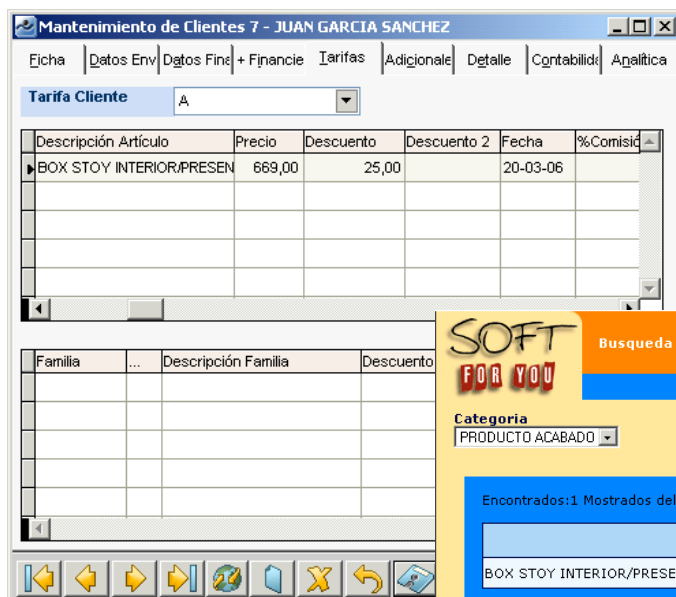 Mantenimiento de Clientes 7 - JUAN GARCIA SANCHEZ
Ficha Datos Env Datos Fina + Financie Tarifas Adicionale Detalle Contabilida Analítica
Tarifa Cliente A
Descripción Artículo Precio Descuento Descuento 2 Fecha %Comisió
BOX STOY INTERIOR/PRESEN 669,00 25,00 20-03-06
Familia ... Descripción Familia Descuento
SOFT
FOR YOU
Busqueda
Categoria
PRODUCTO ACABADO
Encontrados:1 Mostrados del
BOX STOY INTERIOR/PRESE